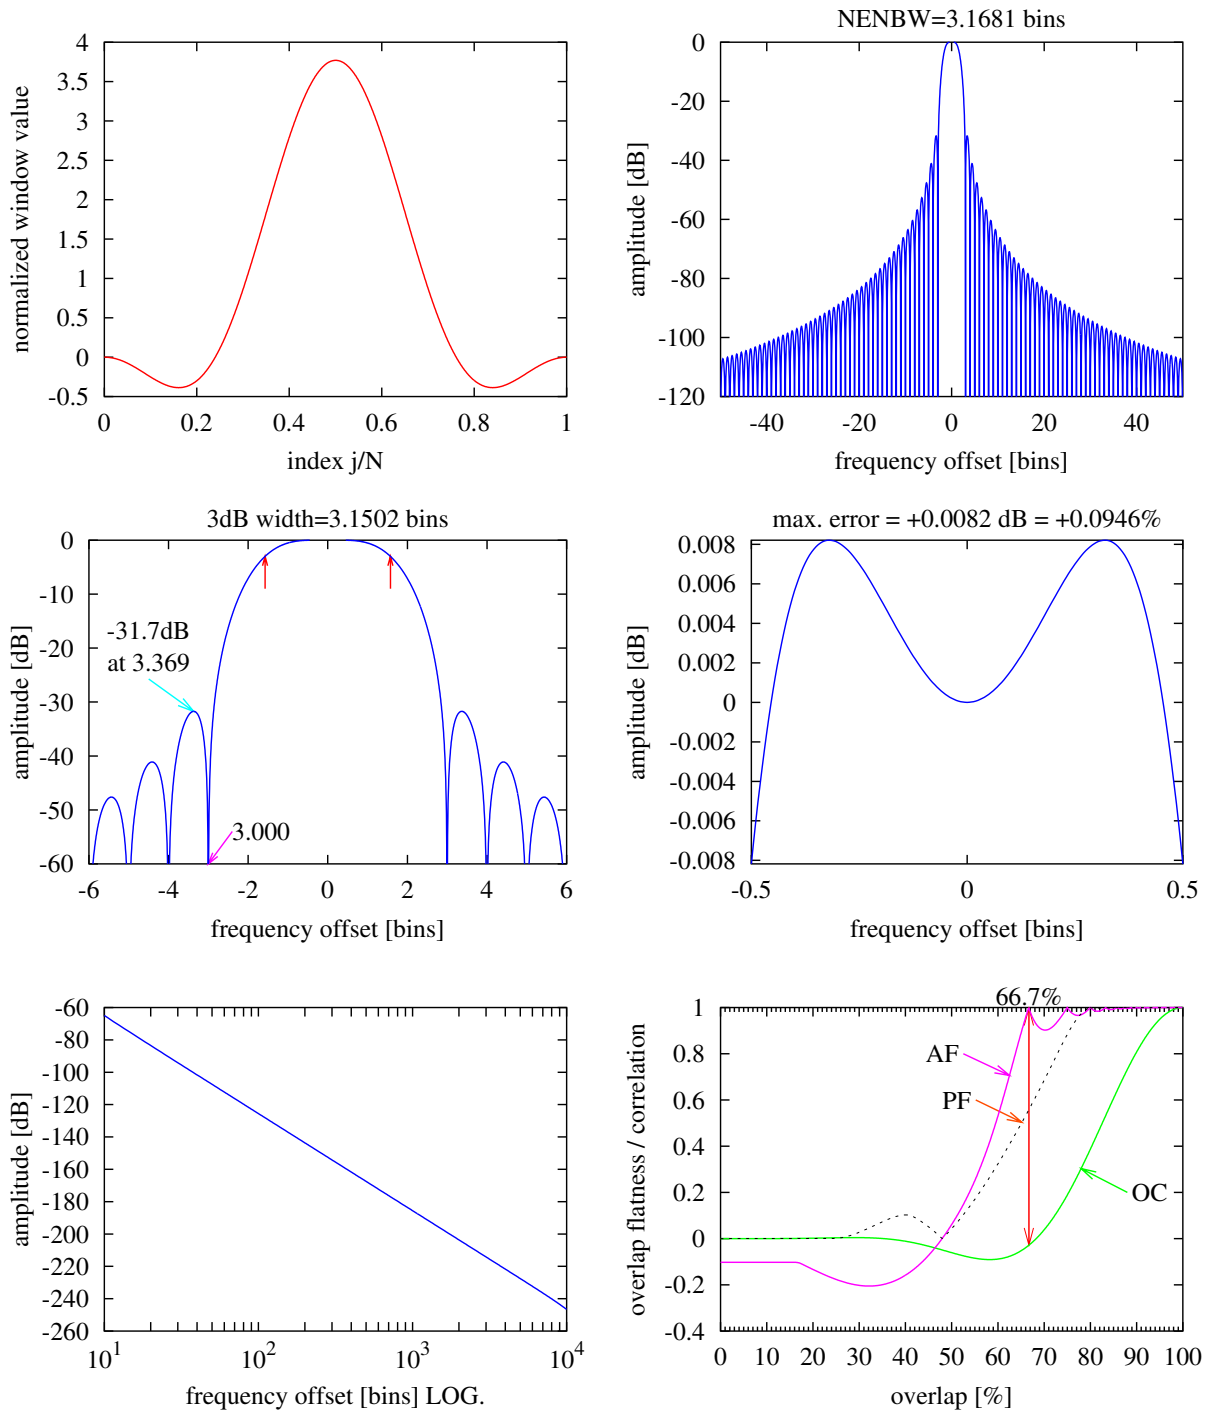 normalized window value
4
3.5
3
2.5
2
1.5
1
0.5
0
-0.5
0 0.2 0.4 0.6 0.8 1
index j/N
NENBW=3.1681 bins
amplitude [dB]
0
-20
-40
-60
-80
-100
-120
-40 -20 0 20 40
frequency offset [bins]
3dB width=3.1502 bins
amplitude [dB]
0
-10
-20
-30
-40
-50
-60
-31.7dB
at 3.369
3.000
-6 -4 -2 0 2 4 6
frequency offset [bins]
max. error = +0.0082 dB = +0.0946%
amplitude [dB]
0.008
0.006
0.004
0.002
0
-0.002
-0.004
-0.006
-0.008
-0.5 0 0.5
frequency offset [bins]
amplitude [dB]
-60
-80
-100
-120
-140
-160
-180
-200
-220
-240
-260
10^1 10^2 10^3 10^4
frequency offset [bins] LOG.
66.7%
overlap flatness / correlation
1
0.8
0.6
0.4
0.2
0
-0.2
-0.4
AF
PF
OC
0 10 20 30 40 50 60 70 80 90 100
overlap [%]